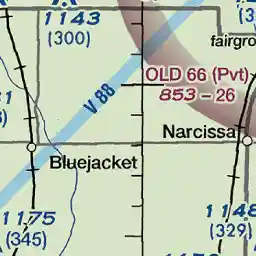 1143
(300)
fairgro
OLD 66 (Pvt)
853 – 26
V 88
Narcissa
Bluejacket
1175
(345)
1148
(329)